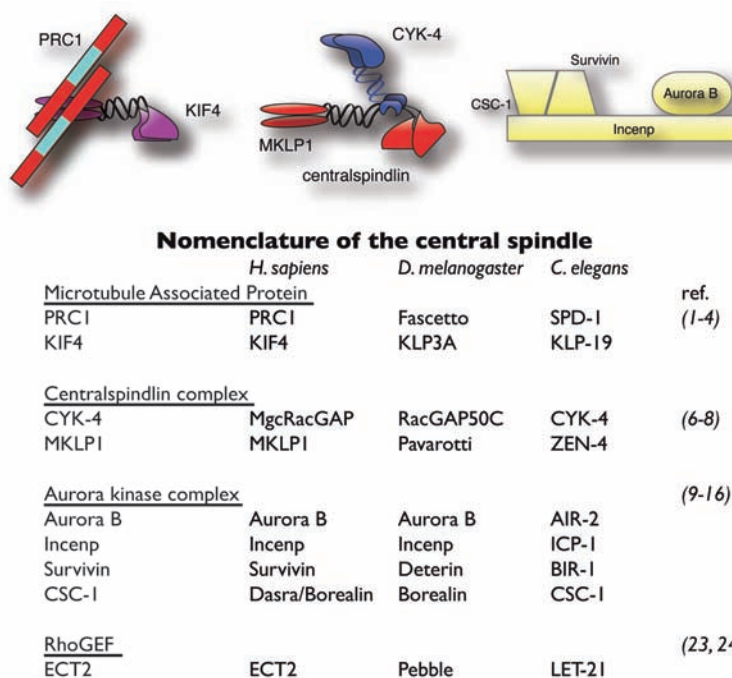 PRC1
KIF4
CYK-4
MKLP1
centralspindlin
Survivin
CSC-1
Aurora B
Incenp
Nomenclature of the central spindle
H. sapiens D. melanogaster C. elegans
Microtubule Associated Protein ref.
PRC1 PRC1 Fascetto SPD-1 (1-4)
KIF4 KIF4 KLP3A KLP-19
Centralspindlin complex
CYK-4 MgcRacGAP RacGAP50C CYK-4 (6-8)
MKLP1 MKLP1 Pavarotti ZEN-4
Aurora kinase complex (9-16)
Aurora B Aurora B Aurora B AIR-2
Incenp Incenp Incenp ICP-1
Survivin Survivin Deterin BIR-1
CSC-1 Dasra/Borealin Borealin CSC-1
RhoGEF (23, 24
ECT2 ECT2 Pebble LET-21